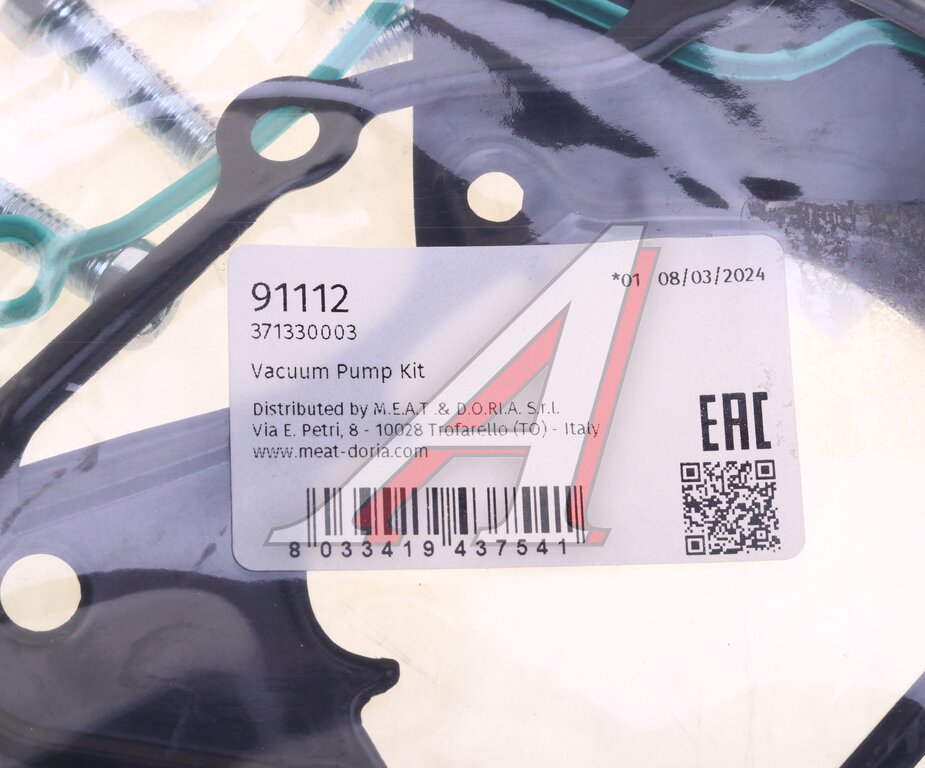 91112
*01 08/03/2024
371330003
Vacuum Pump Kit
Distributed by M.E.A.T. & D.O.R.I.A. S.r.l.
Via E. Petri, 8 - 10028 Trofarello (TO) - Italy
www.meat-doria.com
EAC
8 033419 437541